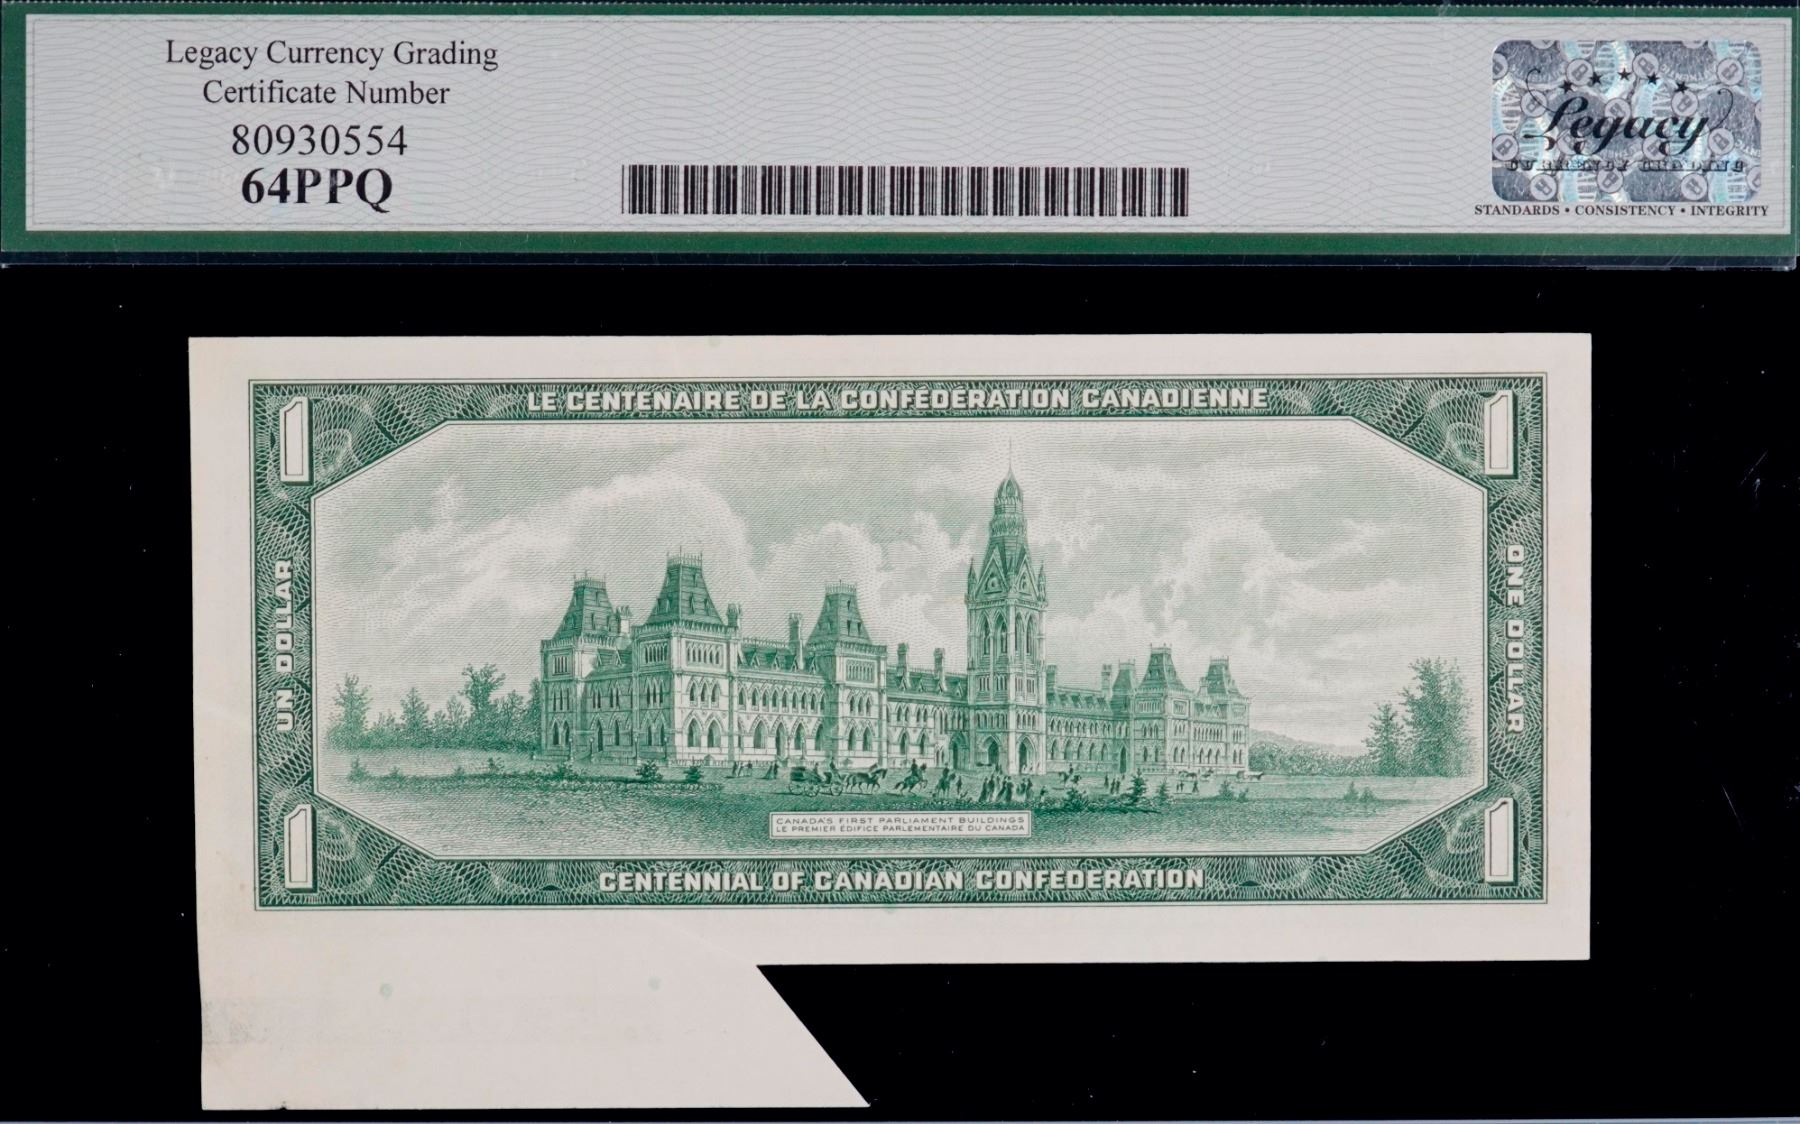 Legacy Currency Grading
Certificate Number
80930554
64PPQ
Legacy
CURRENCY GRADING
STANDARDS • CONSISTENCY • INTEGRITY
1
LE CENTENAIRE DE LA CONFÉDÉRATION CANADIENNE
1
UN DOLLAR
ONE DOLLAR
CANADA'S FIRST PARLIAMENT BUILDINGS
LE PREMIER ÉDIFICE PARLEMENTAIRE DU CANADA
1
CENTENNIAL OF CANADIAN CONFEDERATION
1